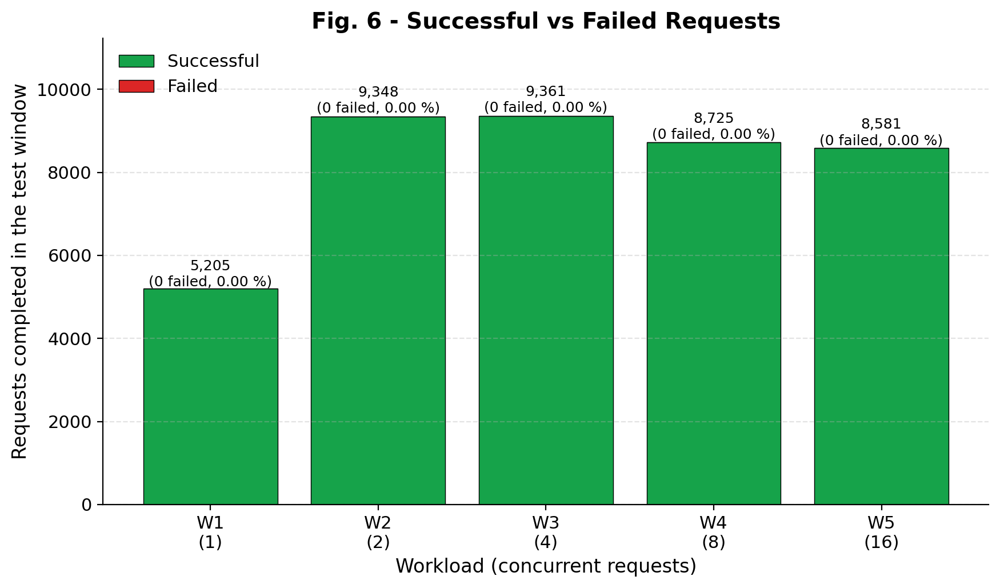 Fig. 6 - Successful vs Failed Requests
Successful
Failed
Requests completed in the test window
10000
8000
6000
4000
2000
0
5,205
(0 failed, 0.00 %)
9,348
(0 failed, 0.00 %)
9,361
(0 failed, 0.00 %)
8,725
(0 failed, 0.00 %)
8,581
(0 failed, 0.00 %)
W1
(1)
W2
(2)
W3
(4)
W4
(8)
W5
(16)
Workload (concurrent requests)